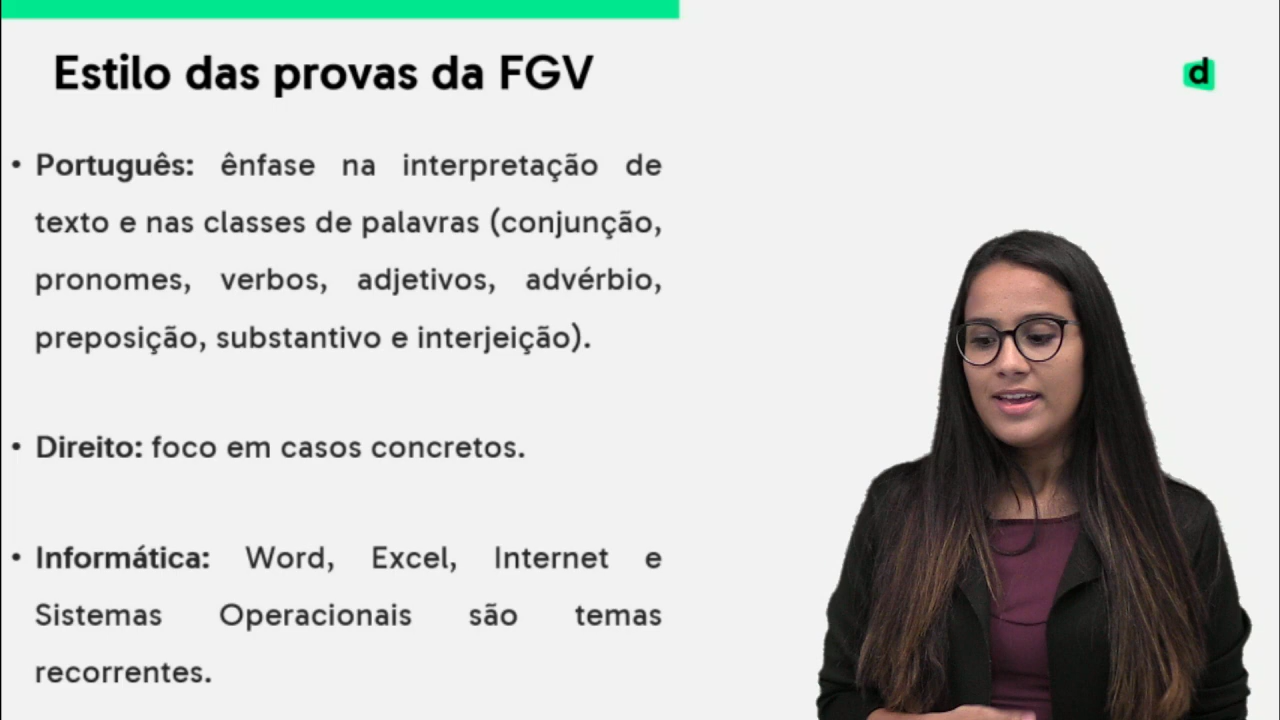 Estilo das provas da FGV
d
• Português: ênfase na interpretação de
texto e nas classes de palavras (conjunção,
pronomes, verbos, adjetivos, advérbio,
preposição, substantivo e interjeição).
• Direito: foco em casos concretos.
• Informática: Word, Excel, Internet e
Sistemas Operacionais são temas
recorrentes.